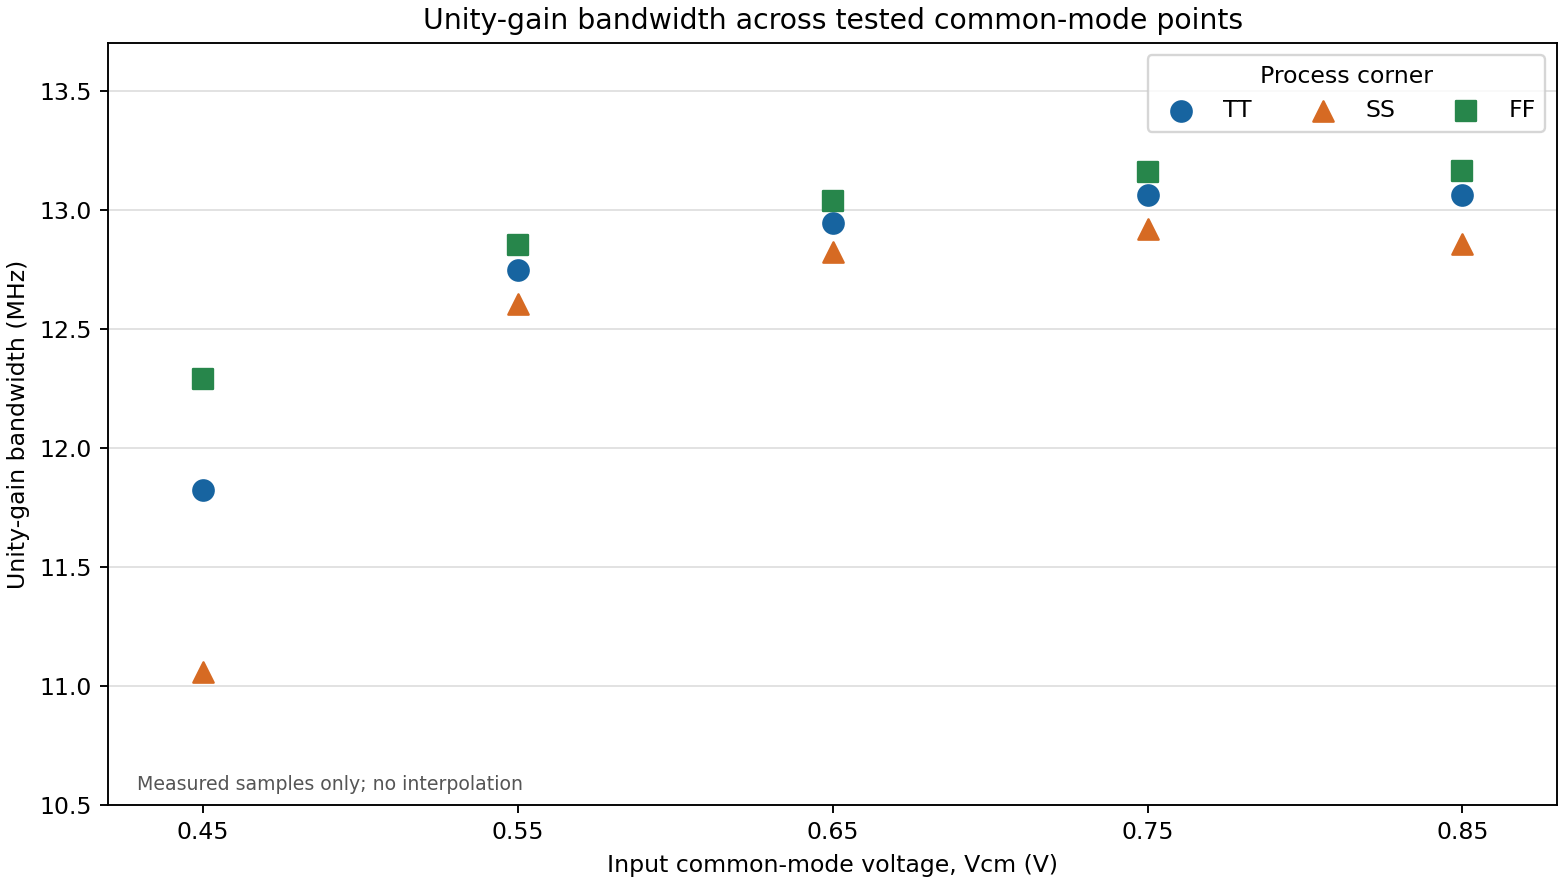 Unity-gain bandwidth across tested common-mode points
Process corner
TT SS FF
Unity-gain bandwidth (MHz)
13.5
13.0
12.5
12.0
11.5
11.0
10.5
Measured samples only; no interpolation
0.45 0.55 0.65 0.75 0.85
Input common-mode voltage, Vcm (V)